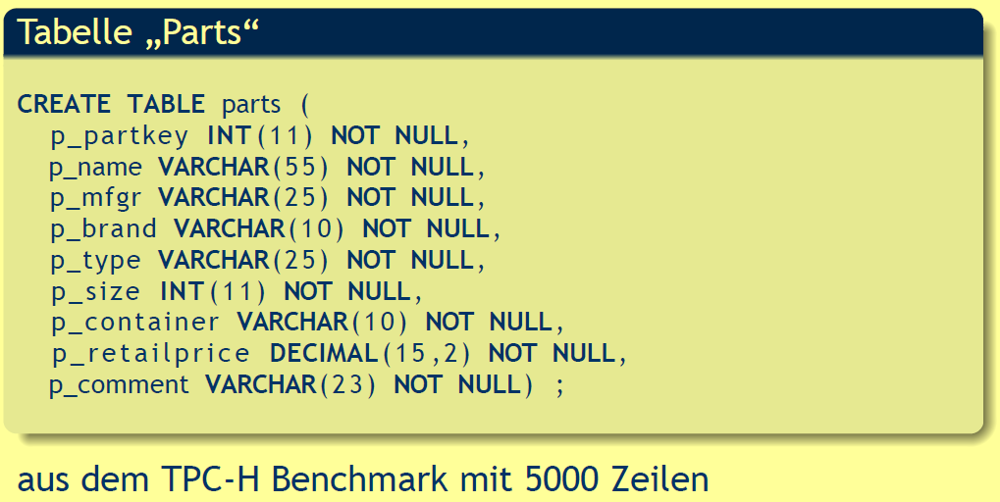 Tabelle „Parts“
CREATE TABLE parts (
p_partkey INT(11) NOT NULL,
p_name VARCHAR(55) NOT NULL,
p_mfgr VARCHAR(25) NOT NULL,
p_brand VARCHAR(10) NOT NULL,
p_type VARCHAR(25) NOT NULL,
p_size INT(11) NOT NULL,
p_container VARCHAR(10) NOT NULL,
p_retailprice DECIMAL(15,2) NOT NULL,
p_comment VARCHAR(23) NOT NULL) ;
aus dem TPC-H Benchmark mit 5000 Zeilen